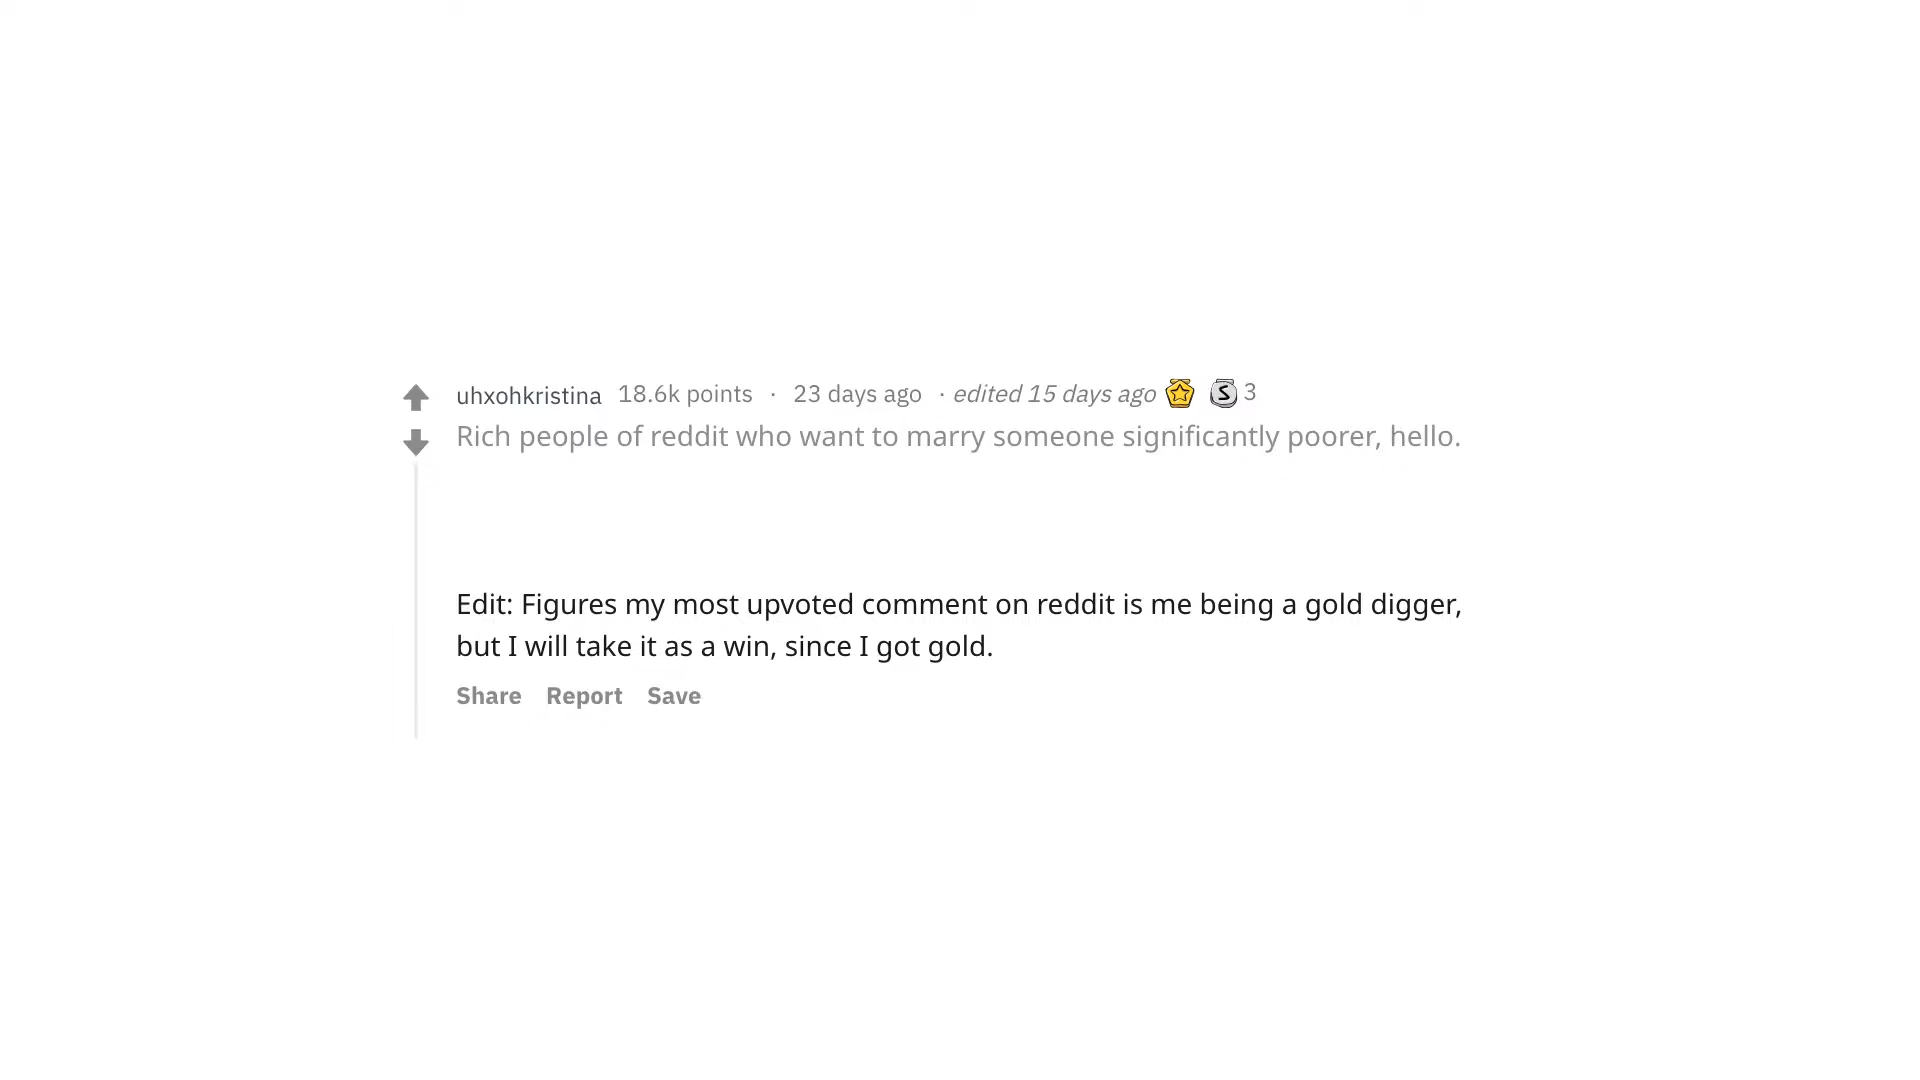 uhxohkristina 18.6k points · 23 days ago · edited 15 days ago S 3
Rich people of reddit who want to marry someone significantly poorer, hello.
Edit: Figures my most upvoted comment on reddit is me being a gold digger,
but I will take it as a win, since I got gold.
Share Report Save